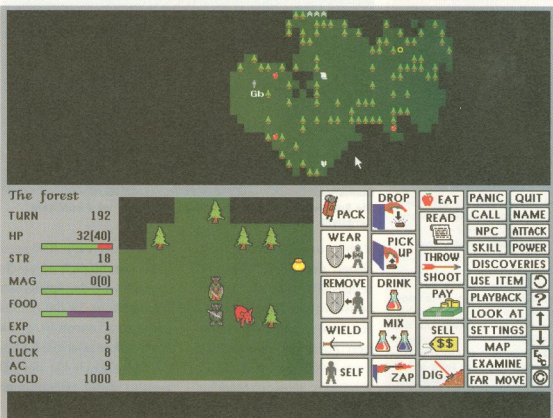 Gb
The forest
TURN 192
HP 32(40)
STR 18
MAG 0(0)
FOOD
EXP 1
CON 9
LUCK 8
AC 9
GOLD 1000
PACK
DROP
EAT
PANIC
QUIT
READ
CALL
NAME
WEAR
PICK UP
NPC
ATTACK
SKILL
POWER
THROW
SHOOT
DISCOVERIES
REMOVE
DRINK
USE ITEM
PAY
PLAYBACK
?
LOOK AT
WIELD
MIX
SELL
$$
SETTINGS
MAP
SELF
ZAP
DIG
EXAMINE
FAR MOVE
©